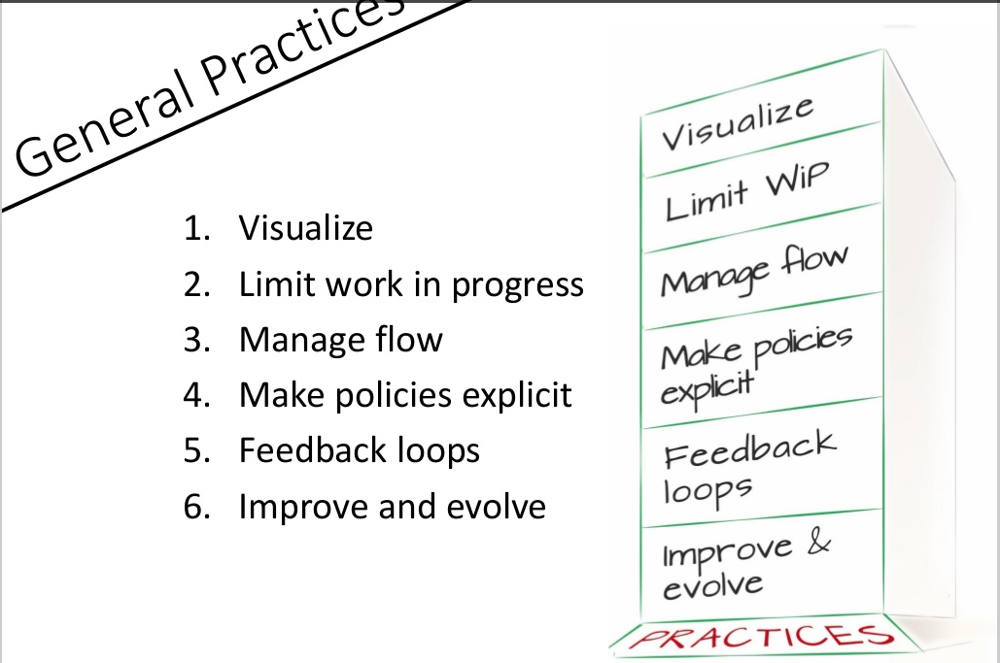 General Practices
1. Visualize
2. Limit work in progress
3. Manage flow
4. Make policies explicit
5. Feedback loops
6. Improve and evolve
Visualize
Limit WiP
Manage flow
Make policies
explicit
Feedback
loops
Improve &
evolve
PRACTICES